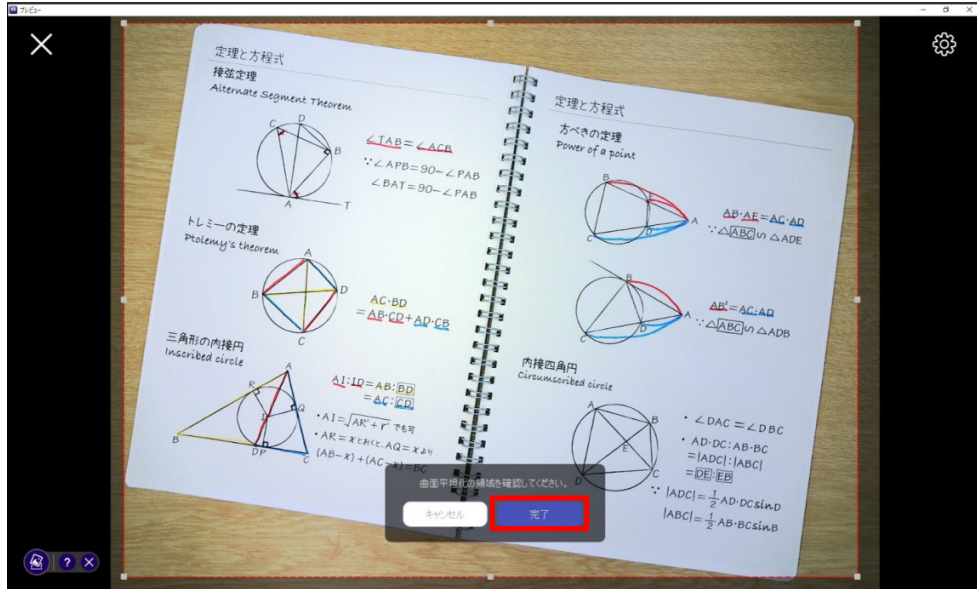 プレビュー
定理と方程式
接弦定理
Alternate Segment Theorem
C
D
B
A
T
∠TAB=∠ACB
∵∠APB=90-∠PAB
∠BAT=90-∠PAB
トレミーの定理
Ptolemy's theorem
A
B
D
C
AC・BD
=AB・CD+AD・CB
三角形の内接円
Inscribed circle
A
R
Q
I
B
D P
C
AI:ID=AB:BD
=AC:CD
・AI=√AR²+r² でも可
・AR=xとおくと、AQ=xより
(AB-x)+(AC-x)=BC
定理と方程式
方べきの定理
Power of a point
B
E
A
D
C
AB・AE=AC・AD
∵△ABC∽△ADE
B
A
D
C
AB²=AC・AD
∵△ABC∽△ADB
内接四角円
Circumscribed circle
A
B
E
D
C
・∠DAC=∠DBC
・AD・DC:AB・BC
=|ADC|:|ABC|
=DE:EB
∵|ADC|=1/2 AD・DCsinD
|ABC|=1/2 AB・BCsinB
曲面平坦化の領域を確認してください。
キャンセル
完了
?